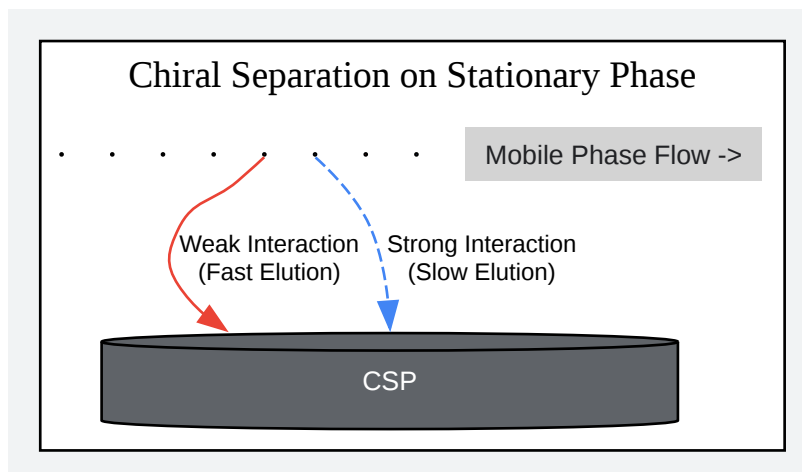 Chiral Separation on Stationary Phase
Mobile Phase Flow ->
Weak Interaction
(Fast Elution)
Strong Interaction
(Slow Elution)
CSP